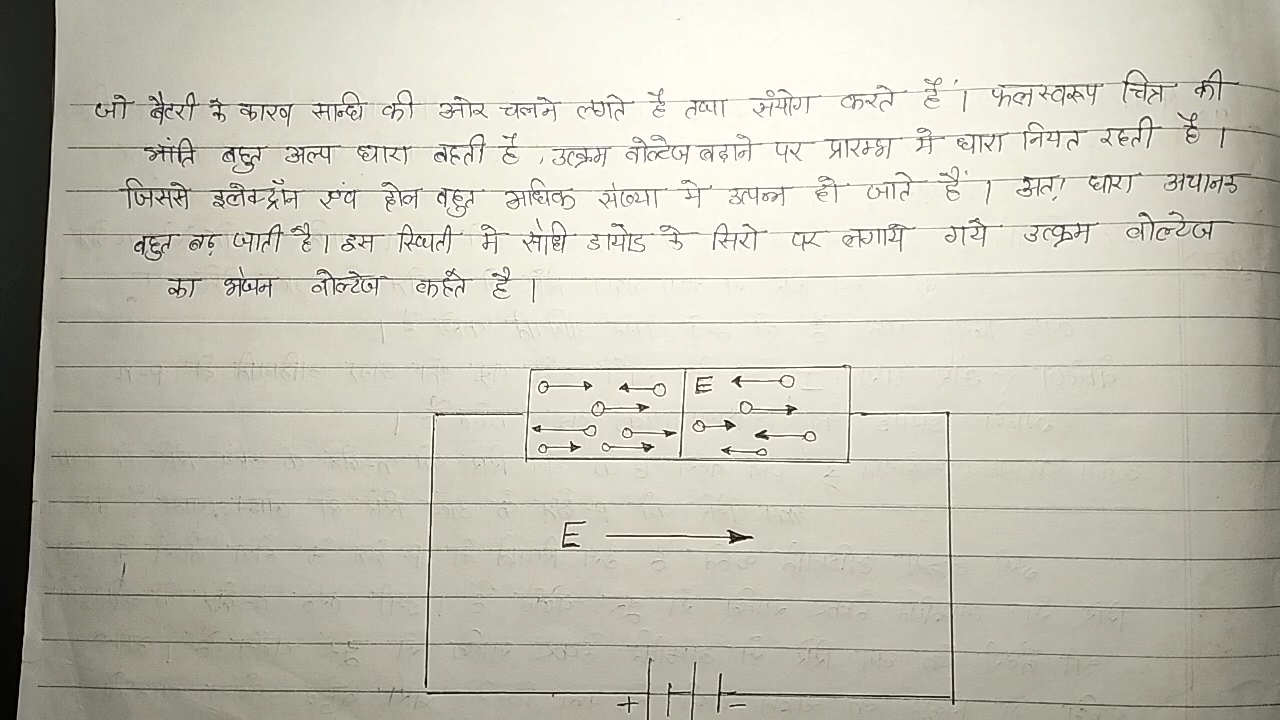 जो बैटरी के कारण सान्धि की ओर चलने लगते है तथा संयोग करते हैं । फलस्वरूप चित्र की
भांति बहुत अल्प धारा बहती है , उत्क्रम वोल्टेज बढ़ाने पर प्रारम्भ मे धारा नियत रहती है ।
जिससे इलेक्ट्रॉन एवं होल बहुत अधिक संख्या मे उत्पन्न हो जाते हैं । अत: धारा अचानक
बहुत बढ़ जाती है । इस स्थिती मे संधि डायोड के सिरो पर लगाये गये उत्क्रम वोल्टेज
का भंजन वोल्टेज कहते है ।
E
E
+ -